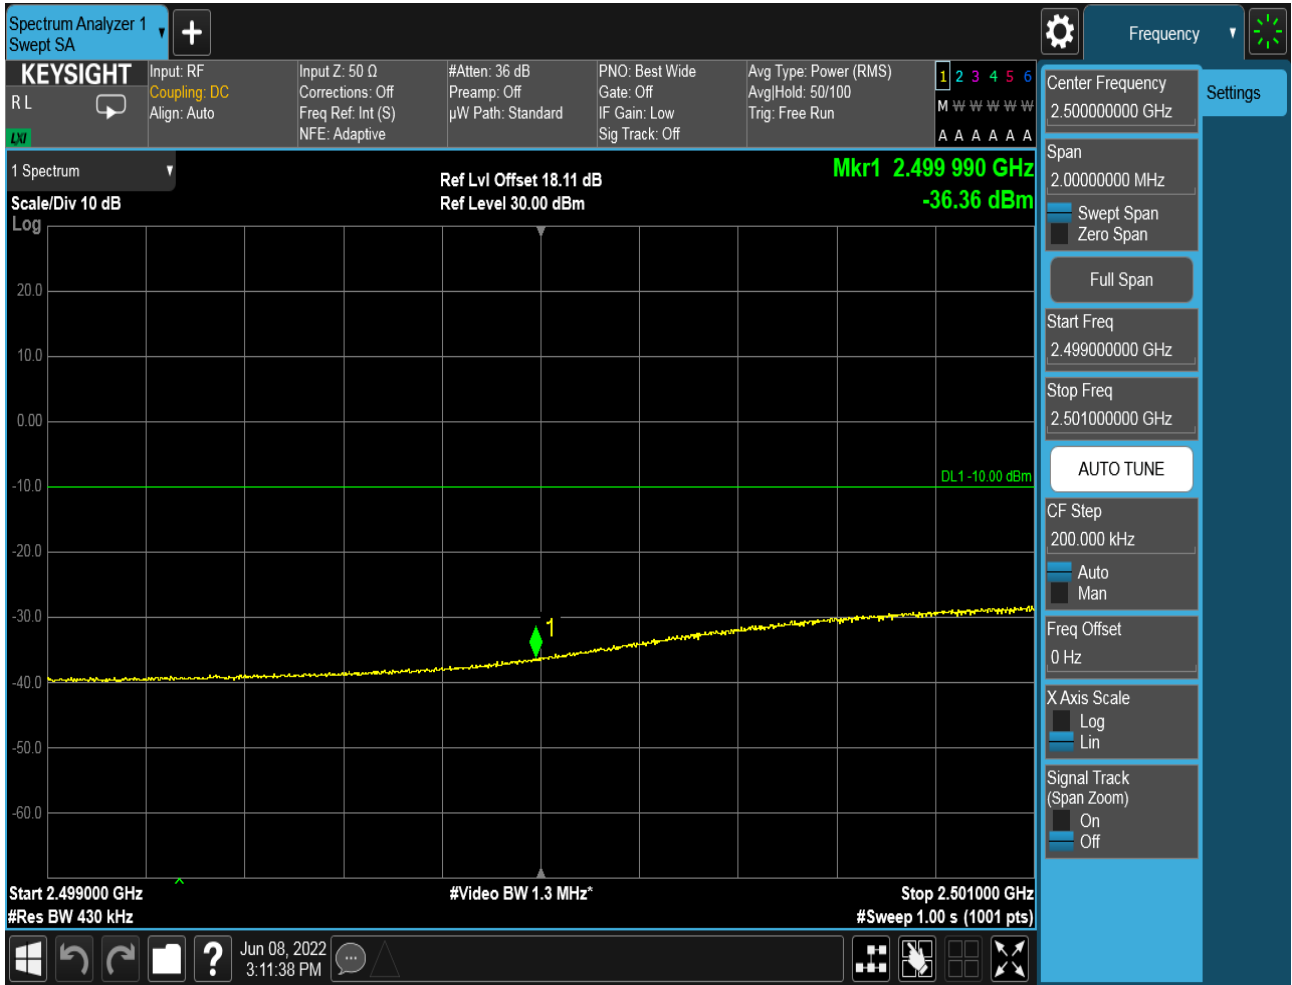 Spectrum Analyzer 1
Swept SA
Frequency
KEYSIGHT
R L
LXI
Input: RF
Coupling: DC
Align: Auto
Input Z: 50 Ω
Corrections: Off
Freq Ref: Int (S)
NFE: Adaptive
#Atten: 36 dB
Preamp: Off
µW Path: Standard
PNO: Best Wide
Gate: Off
IF Gain: Low
Sig Track: Off
Avg Type: Power (RMS)
Avg|Hold: 50/100
Trig: Free Run
1 2 3 4 5 6
M W W W W W
A A A A A A
1 Spectrum
Scale/Div 10 dB
Log
Ref Lvl Offset 18.11 dB
Ref Level 30.00 dBm
Mkr1 2.499 990 GHz
-36.36 dBm
20.0
10.0
0.00
-10.0
DL1 -10.00 dBm
-20.0
-30.0
1
-40.0
-50.0
-60.0
Start 2.499000 GHz
#Res BW 430 kHz
#Video BW 1.3 MHz*
Stop 2.501000 GHz
#Sweep 1.00 s (1001 pts)
Jun 08, 2022
3:11:38 PM
Settings
Center Frequency
2.500000000 GHz
Span
2.00000000 MHz
Swept Span
Zero Span
Full Span
Start Freq
2.499000000 GHz
Stop Freq
2.501000000 GHz
AUTO TUNE
CF Step
200.000 kHz
Auto
Man
Freq Offset
0 Hz
X Axis Scale
Log
Lin
Signal Track
(Span Zoom)
On
Off